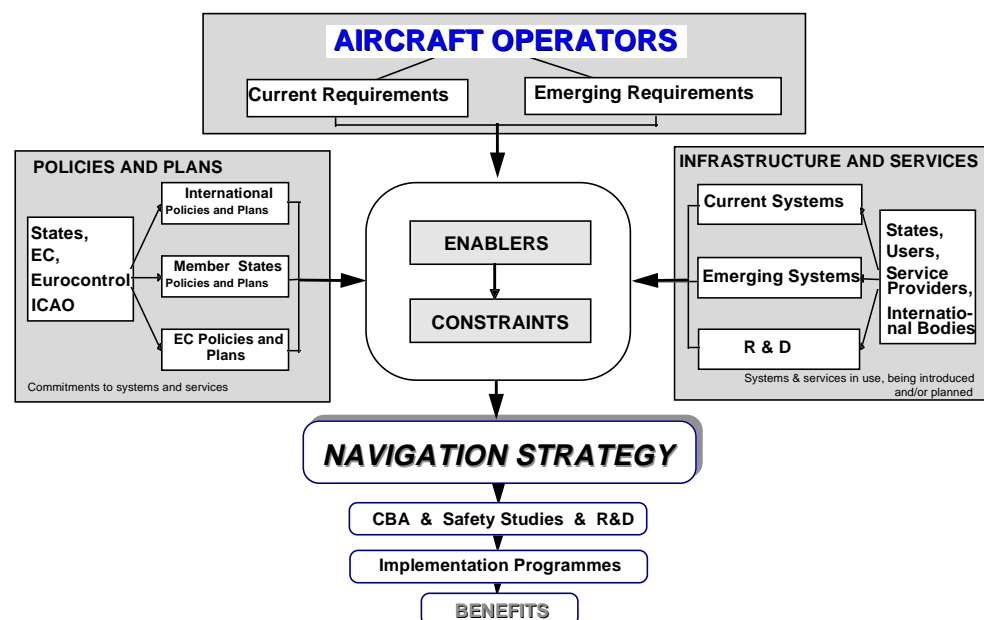 AIRCRAFT OPERATORS
Current Requirements
Emerging Requirements
POLICIES AND PLANS
States,
EC,
Eurocontrol
ICAO
International
Policies and Plans
Member States
Policies and Plans
EC Policies and
Plans
Commitments to systems and services
ENABLERS
CONSTRAINTS
INFRASTRUCTURE AND SERVICES
Current Systems
Emerging Systems
R & D
States,
Users,
Service
Providers,
Internatio-
nal Bodies
Systems & services in use, being introduced
and/or planned
NAVIGATION STRATEGY
CBA & Safety Studies & R&D
Implementation Programmes
BENEFITS